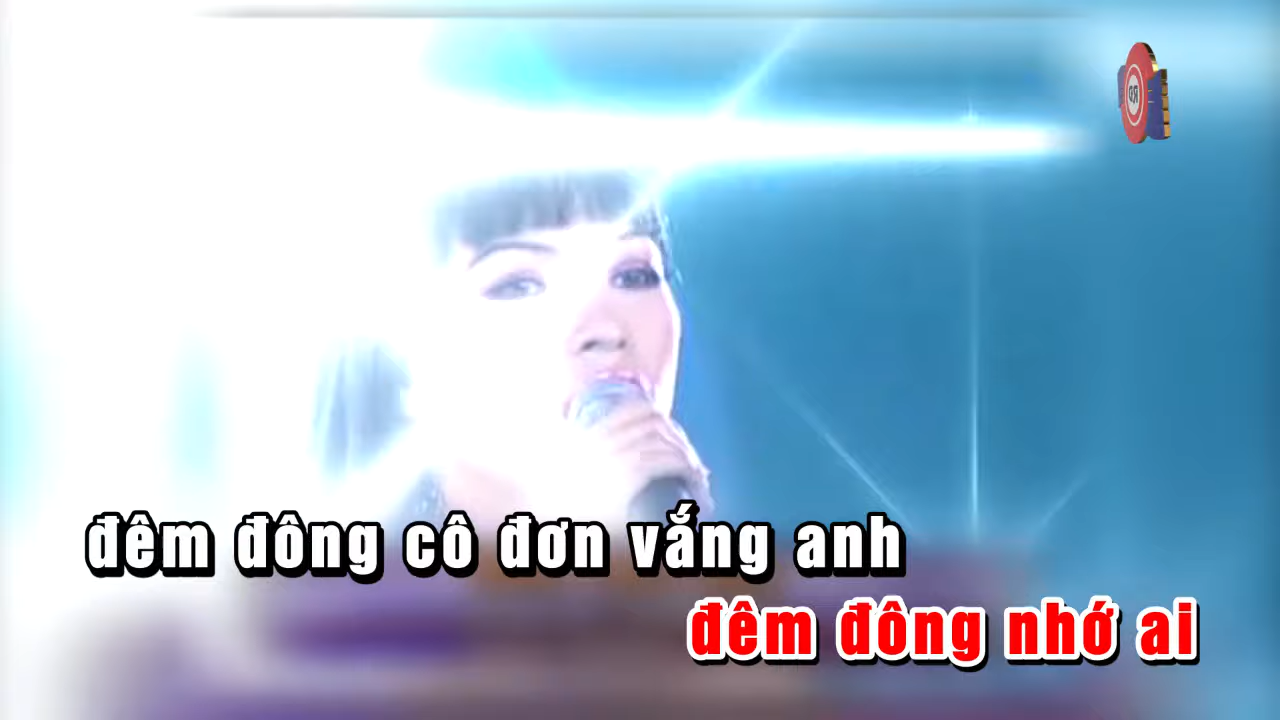 đêm đông cô đơn vắng anh
đêm đông nhớ ai